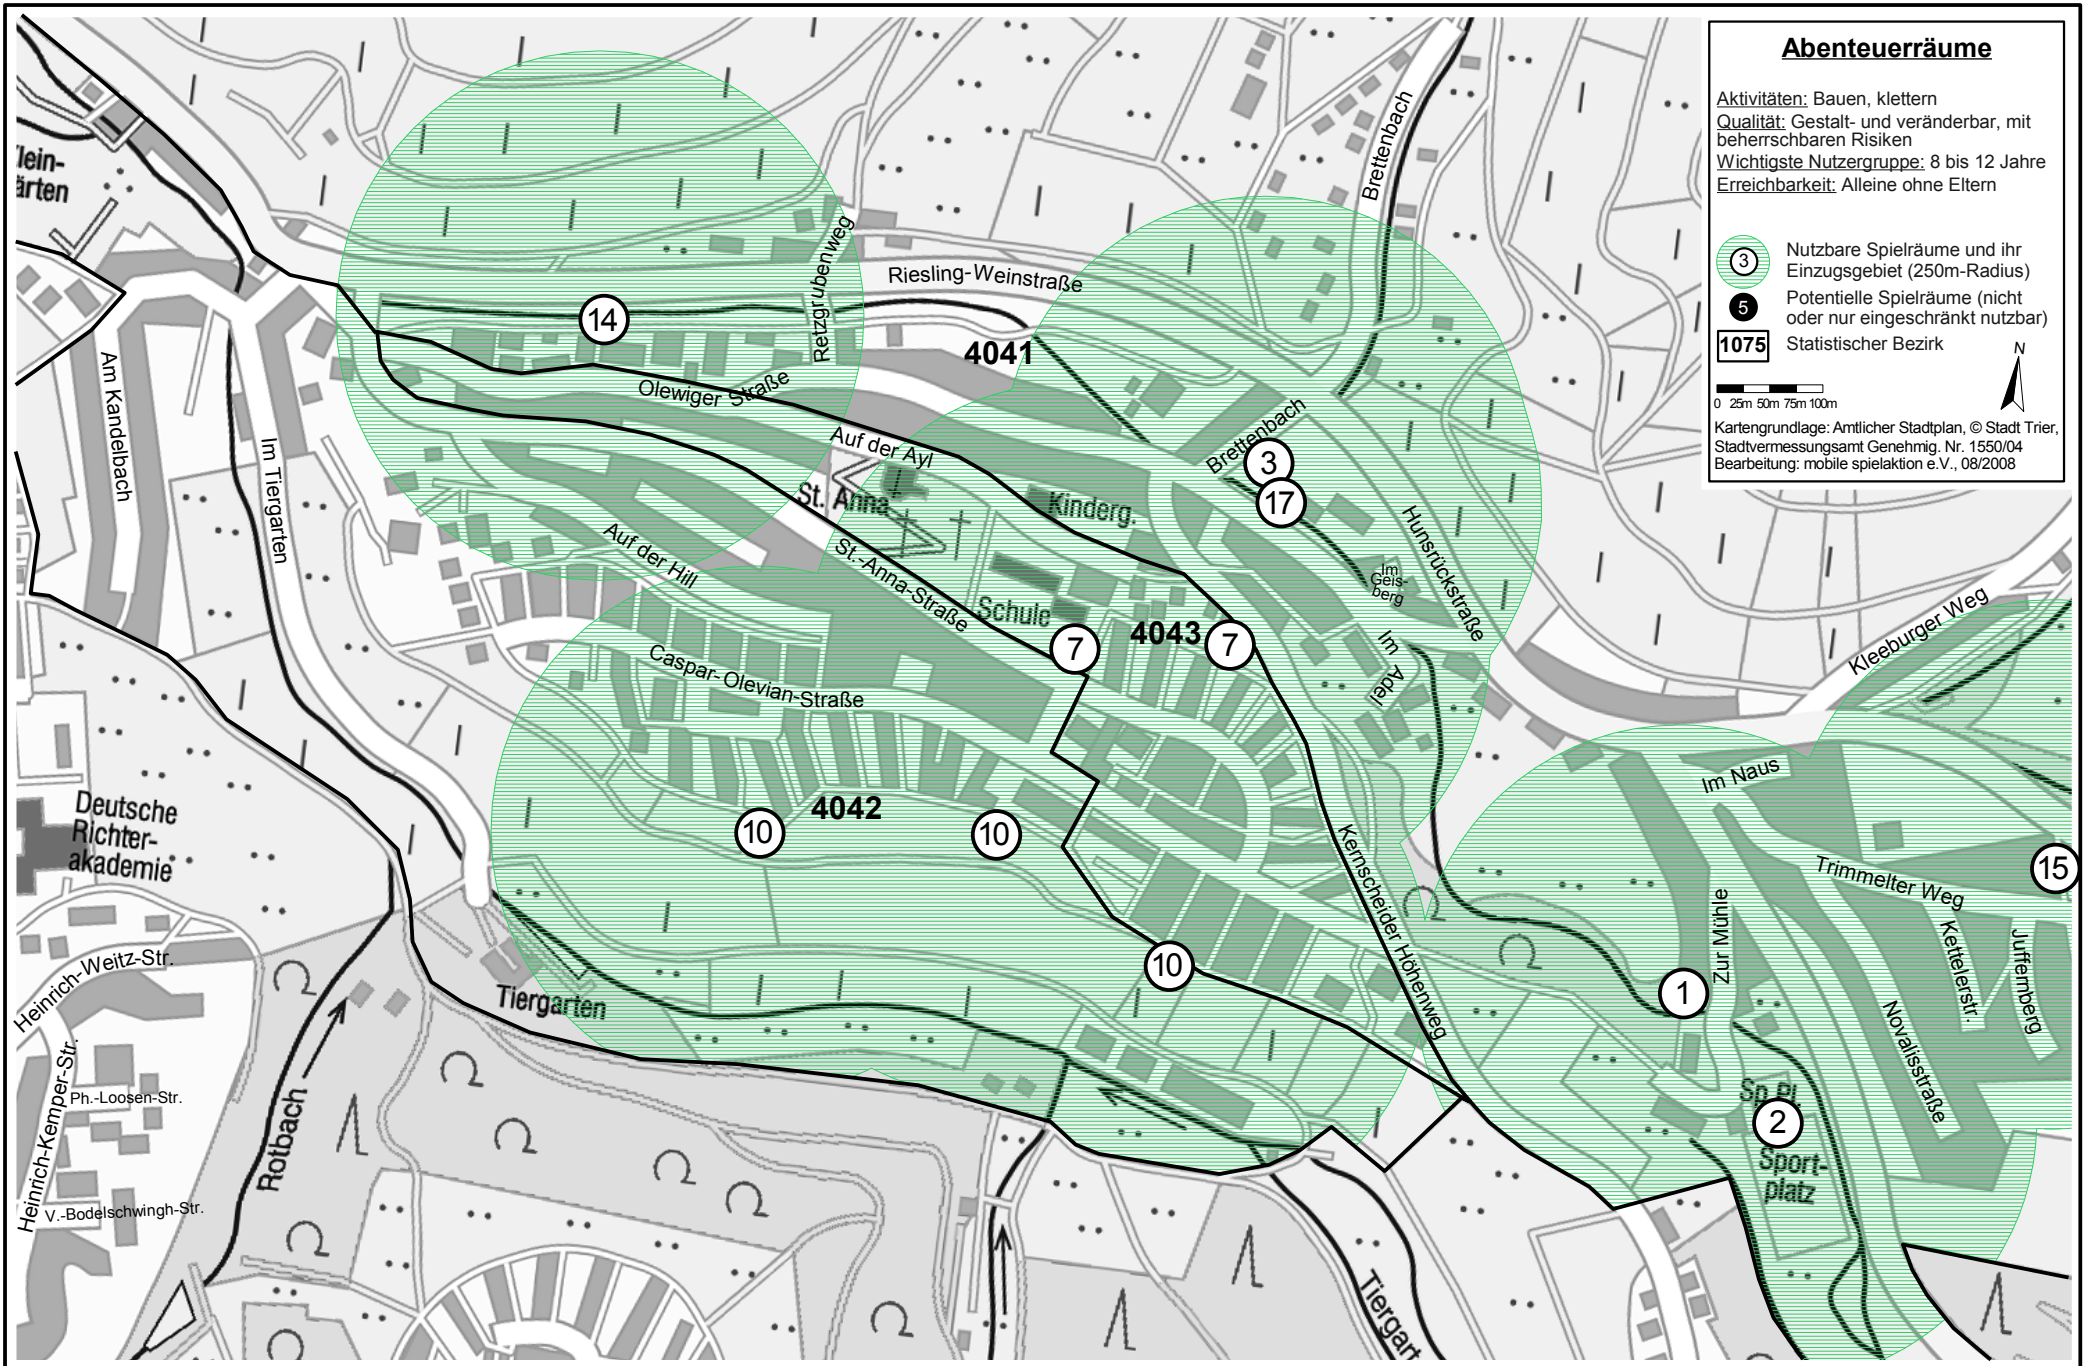 Abenteuerräume
Aktivitäten: Bauen, klettern
Qualität: Gestalt- und veränderbar, mit
beherrschbaren Risiken
Wichtigste Nutzergruppe: 8 bis 12 Jahre
Erreichbarkeit: Alleine ohne Eltern
3
Nutzbare Spielräume und ihr
Einzugsgebiet (250m-Radius)
5
Potentielle Spielräume (nicht
oder nur eingeschränkt nutzbar)
1075
Statistischer Bezirk
N
0 25m 50m 75m 100m
Kartengrundlage: Amtlicher Stadtplan, © Stadt Trier,
Stadtvermessungsamt Genehmig. Nr. 1550/04
Bearbeitung: mobile spielaktion e.V., 08/2008
lein-
ärten
Am Kandelbach
Im Tiergarten
14
Retzgrubenweg
Riesling-Weinstraße
4041
Olewiger Straße
Auf der Ayl
St. Anna
Kinderg.
Brettenbach
Brettenbach
3
17
Hunsrückstraße
Im
Geis-
berg
Im Adel
Auf der Hill
St.-Anna-Straße
Schule
7
4043
7
Caspar-Olevian-Straße
Kleeburger Weg
Im Naus
4042
10
10
10
Deutsche
Richter-
akademie
Kernscheider Höhenweg
Trimmelter Weg
15
Zur Mühle
Kettelerstr.
Juffernberg
Novalisstraße
1
Sp.Pl.
2
Sport-
platz
Heinrich-Weitz-Str.
Heinrich-Kemper-Str.
Ph.-Loosen-Str.
V.-Bodelschwingh-Str.
Rotbach
Tiergarten
Tiergart